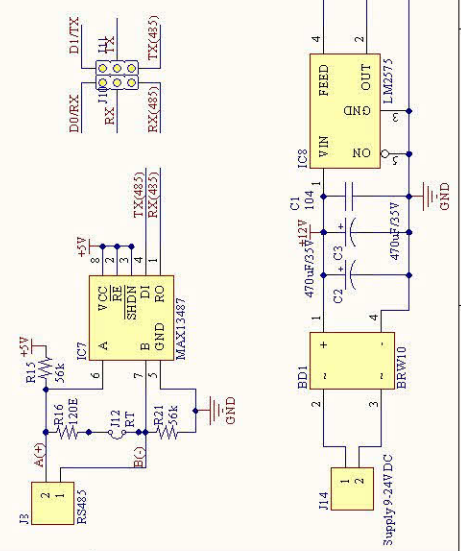 D1/TX
TX
TX(485)
J11
J10
D0/RX
RX
RX(485)
TX(485)
RX(485)
+5V
8
2
3
4
1
VCC
RE
SHDN
DI
RO
IC7
A
B
GND
MAX13487
6
7
5
+5V
R15
56k
R16
120E
J12
RT
R21
56k
GND
A(+)
B(-)
J3
2
1
RS485
4
2
FEED
OUT
LM2575
GND
3
VIN
ON
5
IC8
1
C1
104
+12V
470uF/35V
C3
470uF/35V
C2
GND
1
4
BD1
+
-
~
~
BRW10
2
3
J14
1
2
Supply 9-24V DC